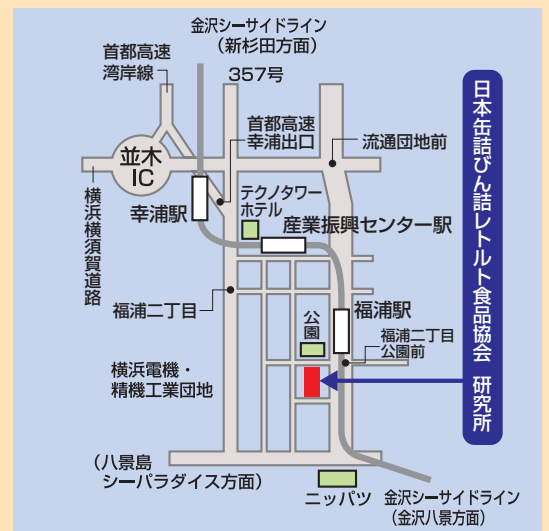 金沢シーサイドライン
（新杉田方面）
首都高速
湾岸線
357号
首都高速
幸浦出口
流通団地前
並木
IC
横浜横須賀道路
幸浦駅
テクノタワー
ホテル
産業振興センター駅
日本缶詰びん詰レトルト食品協会 研究所
福浦二丁目
公園
福浦駅
福浦二丁目
公園前
横浜電機・
精機工業団地
（八景島
シーパラダイス方面）
ニッパツ
金沢シーサイドライン
（金沢八景方面）